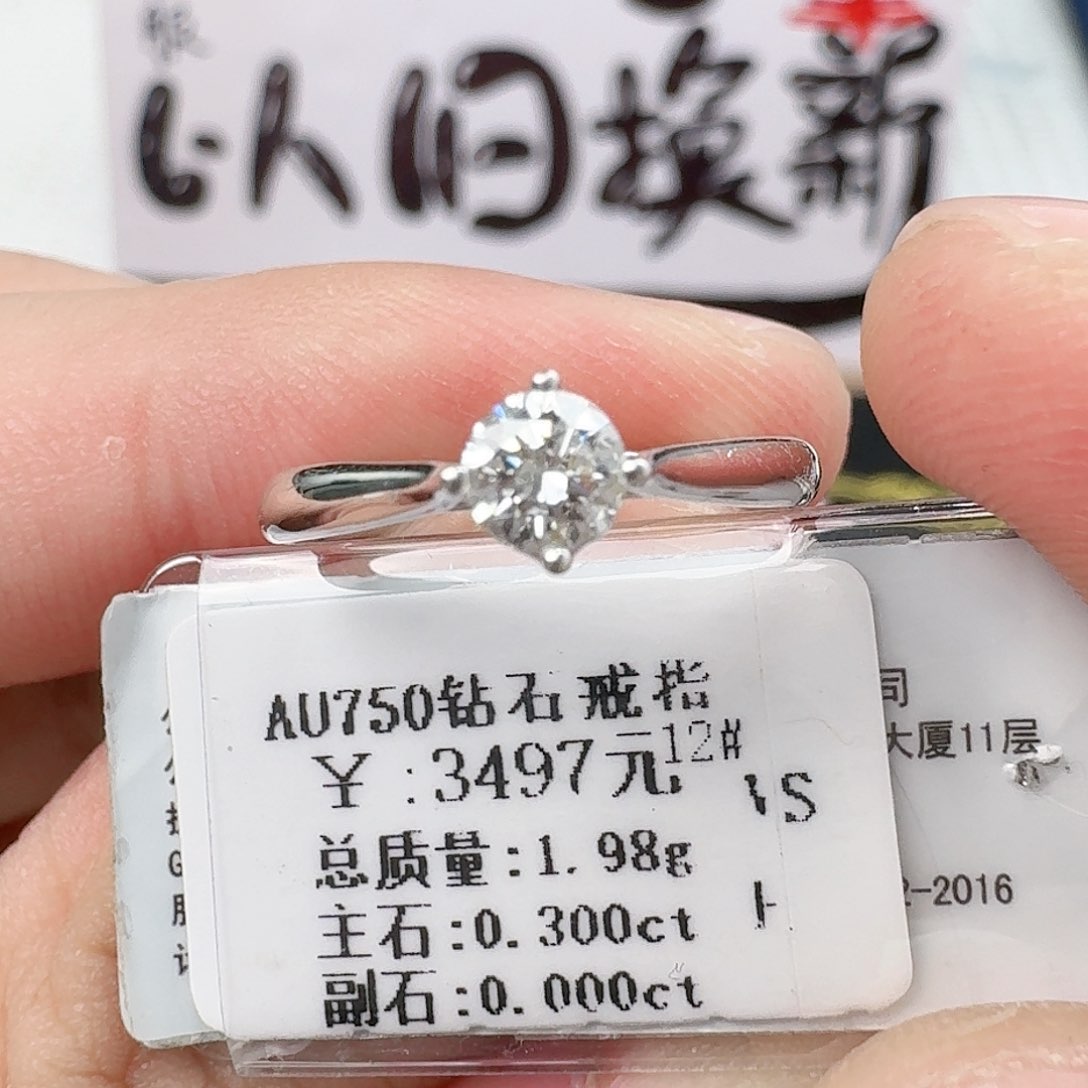 以旧换新
AU750钻石戒指
12#
￥:3497元
VS
总质量:1.98g
H
主石:0.300ct
副石:0.000ct
司
大厦11层
-2016